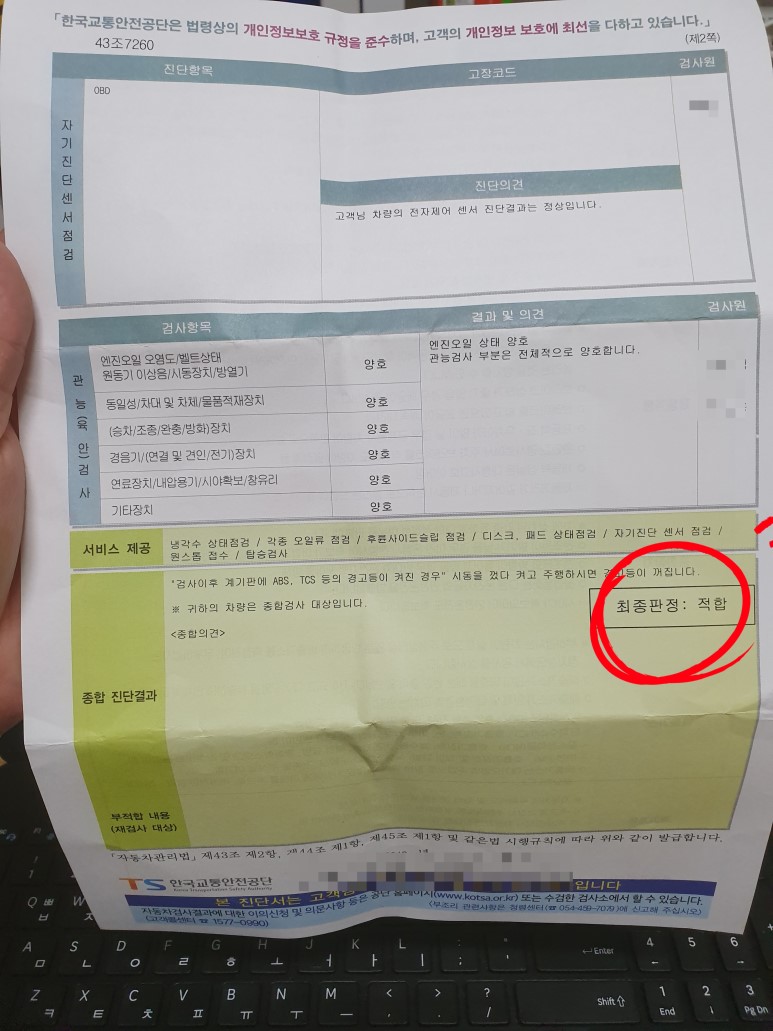 「한국교통안전공단은 법령상의 개인정보보호 규정을 준수하며, 고객의 개인정보 보호에 최선을 다하고 있습니다.」
43조7260
(제2쪽)
진단항목
고장코드
검사원
자기진단센서점검
OBD
진단의견
고객님 차량의 전자제어 센서 진단결과는 정상입니다.
검사항목
결과 및 의견
검사원
관능(육안)검사
엔진오일 오염도/벨트상태
원동기 이상음/시동장치/방열기
양호
엔진오일 상태 양호
관능검사 부분은 전체적으로 양호합니다.
동일성/차대 및 차체/물품적재장치
양호
(승차/조종/완충/방화)장치
양호
경음기/(연결 및 견인/전기)장치
양호
연료장치/내압용기/시야확보/창유리
양호
기타장치
양호
서비스 제공
냉각수 상태점검 / 각종 오일류 점검 / 후륜사이드슬립 점검 / 디스크, 패드 상태점검 / 자기진단 센서 점검 /
원스톱 접수 / 탑승검사
"검사이후 계기판에 ABS, TCS 등의 경고등이 켜진 경우" 시동을 껐다 켜고 주행하시면 경고등이 꺼집니다.
※ 귀하의 차량은 종합검사 대상입니다.
최종판정: 적합
<종합의견>
종합 진단결과
부적합 내용
(재검사 대상)
「자동차관리법」 제43조 제2항, 제44조 제1항, 제45조 제1항 및 같은법 시행규칙에 따라 위와 같이 발급합니다.
TS 한국교통안전공단
Korea Transportation Safety Authority
본 진단서는 고객님
입니다
자동차검사결과에 대한 이의신청 및 의문사항 등은 공단 홈페이지(www.kotsa.or.kr) 또는 수검한 검사소에서 할 수 있습니다.
(고객콜센터 ☎ 1577-0990)
(부조리 관련사항은 청렴센터(☎ 054-459-7079)에 신고해 주십시오)
Q ㅃ ㅂ
W
A ㅁ
S ㄴ
D ㅇ
F ㄹ
G ㅎ
H ㅗ
J ㅓ
K ㅏ
L ㅣ
: ;
" '
Enter
4 ←
5
6 →
Z ㅋ
X ㅌ
C ㅊ
V ㅍ
B ㅠ
N ㅜ
M ㅡ
< ,
> .
? /
Shift ⇧
1 End
2 ↓
3 Pg Dn